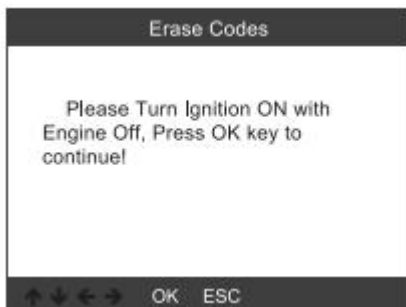 Erase Codes
Please Turn Ignition ON with
Engine Off, Press OK key to
continue!
OK ESC